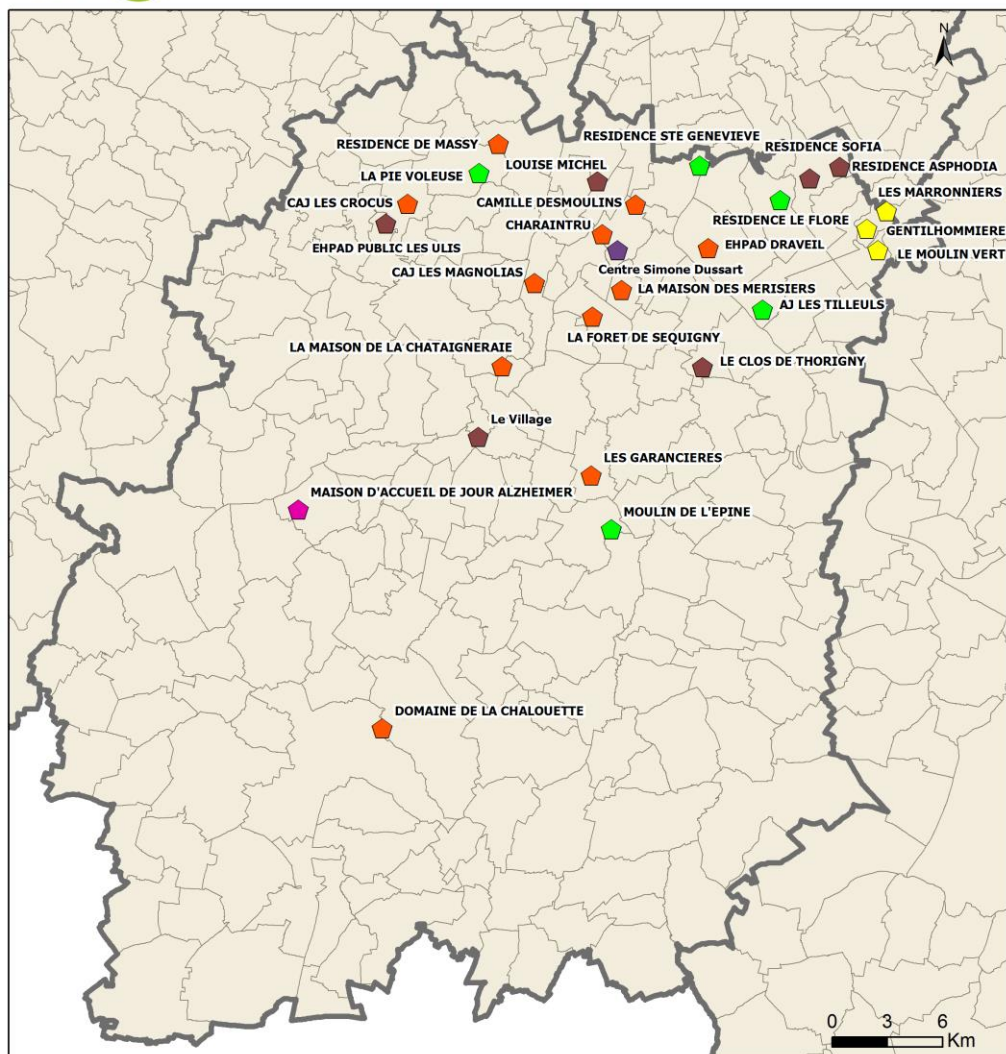 N
RESIDENCE STE GENEVIEVE
RESIDENCE DE MASSY
RESIDENCE SOFIA
LOUISE MICHEL
RESIDENCE ASPHODIA
LA PIE VOLEUSE
LES MARRONNIERS
CAJ LES CROCUS
CAMILLE DESMOULINS
RESIDENCE LE FLORE
GENTILHOMMIERE
CHARAINTRU
EHPAD PUBLIC LES ULIS
EHPAD DRAVEIL
LE MOULIN VERT
Centre Simone Dussart
CAJ LES MAGNOLIAS
LA MAISON DES MERISIERS
AJ LES TILLEULS
LA FORET DE SEQUIGNY
LA MAISON DE LA CHATAIGNERAIE
LE CLOS DE THORIGNY
Le Village
LES GARANCIERES
MAISON D'ACCUEIL DE JOUR ALZHEIMER
MOULIN DE L'EPINE
DOMAINE DE LA CHALOUETTE
0 3 6
Km